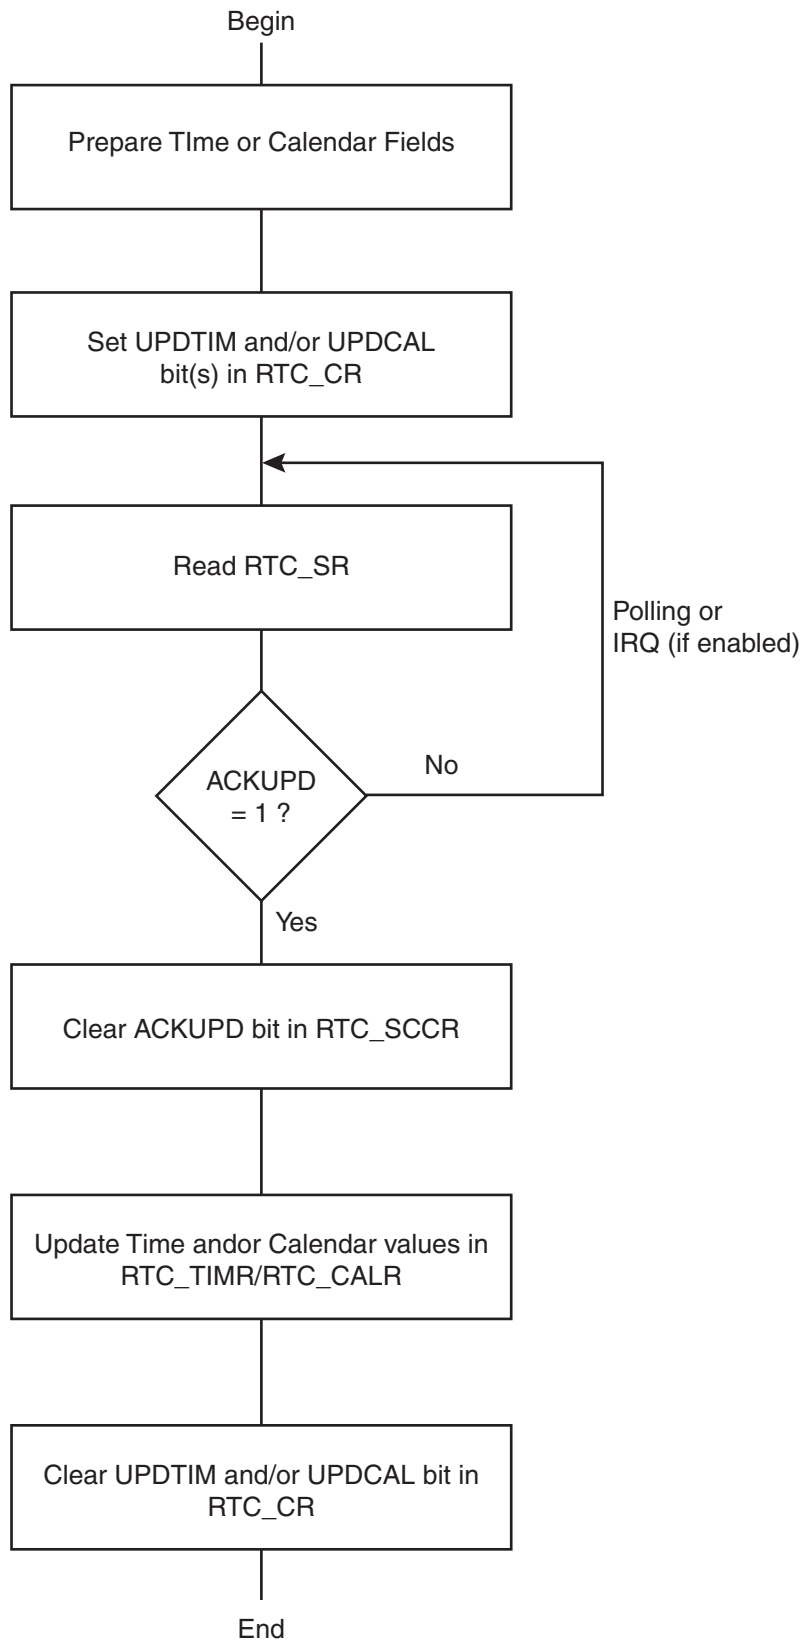 Begin
Prepare TIme or Calendar Fields
Set UPDTIM and/or UPDCAL
bit(s) in RTC_CR
Read RTC_SR
Polling or
IRQ (if enabled)
ACKUPD
= 1 ?
No
Yes
Clear ACKUPD bit in RTC_SCCR
Update Time andor Calendar values in
RTC_TIMR/RTC_CALR
Clear UPDTIM and/or UPDCAL bit in
RTC_CR
End